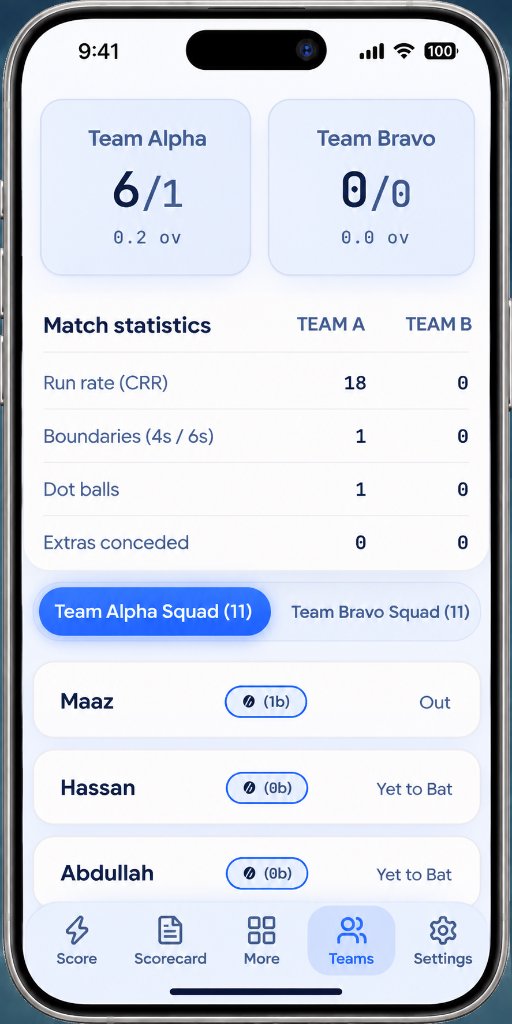 9:41
100
Team Alpha
6/1
0.2 ov
Team Bravo
0/0
0.0 ov
Match statistics TEAM A TEAM B
Run rate (CRR) 18 0
Boundaries (4s / 6s) 1 0
Dot balls 1 0
Extras conceded 0 0
Team Alpha Squad (11) Team Bravo Squad (11)
Maaz 0 (1b) Out
Hassan 0 (0b) Yet to Bat
Abdullah 0 (0b) Yet to Bat
Score Scorecard More Teams Settings